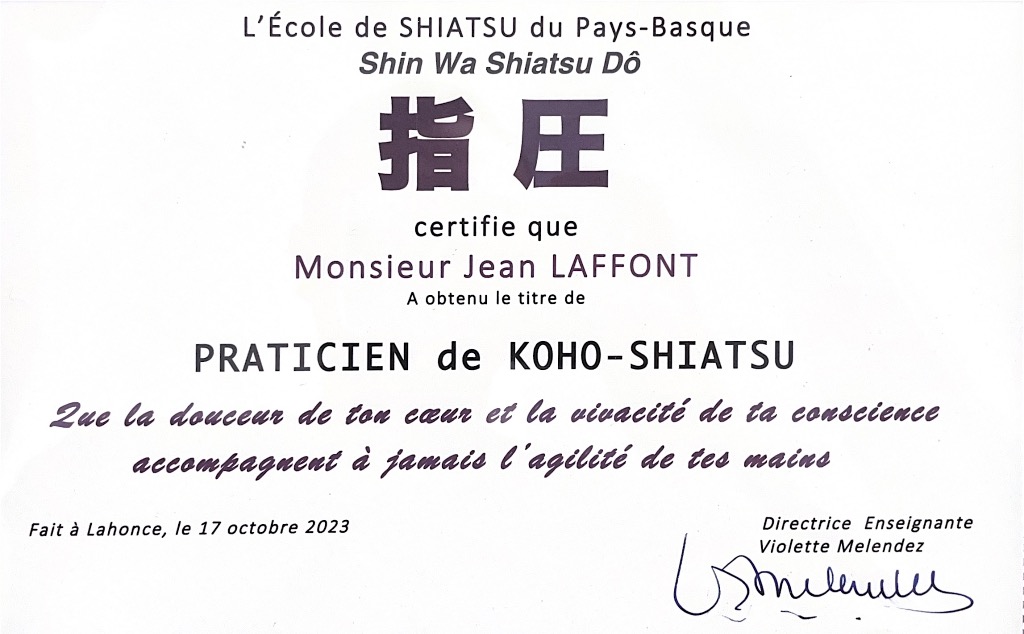 L'École de SHIATSU du Pays-Basque
Shin Wa Shiatsu Dô
指圧
certifie que
Monsieur Jean LAFFONT
A obtenu le titre de
PRATICIEN de KOHO-SHIATSU
Que la douceur de ton cœur et la vivacité de ta conscience
accompagnent à jamais l'agilité de tes mains
Fait à Lahonce, le 17 octobre 2023
Directrice Enseignante
Violette Melendez
VMelendez